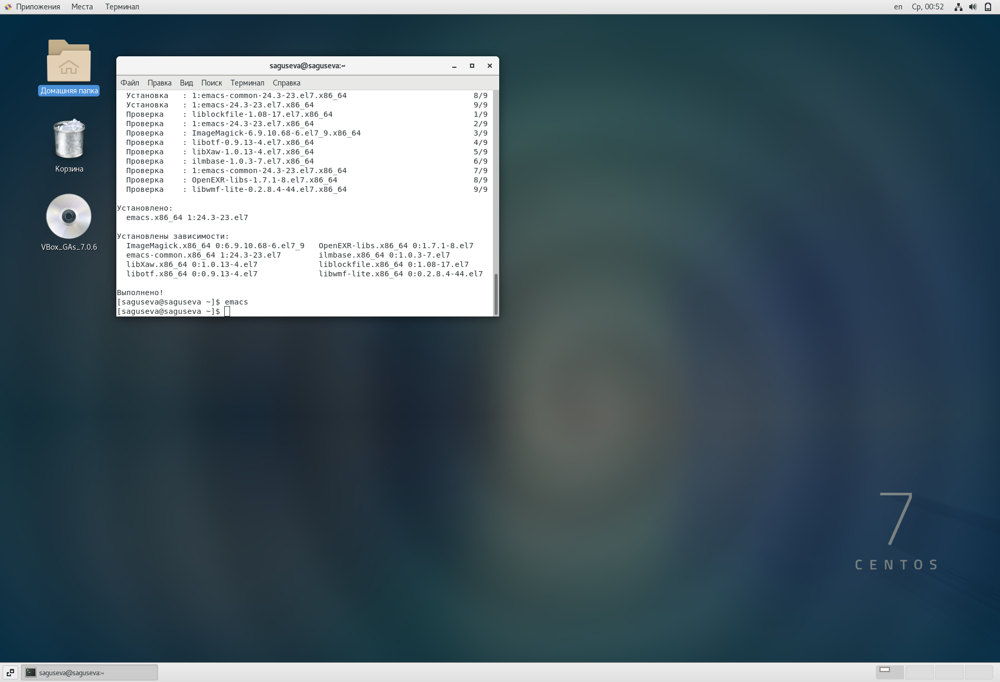 Приложения Места Терминал en Ср, 00:52
Домашняя папка
Корзина
VBox_GAs_7.0.6
saguseva@saguseva:~
Файл Правка Вид Поиск Терминал Справка
Установка : 1:emacs-common-24.3-23.el7.x86_64 8/9
Установка : 1:emacs-24.3-23.el7.x86_64 9/9
Проверка : liblockfile-1.08-17.el7.x86_64 1/9
Проверка : 1:emacs-24.3-23.el7.x86_64 2/9
Проверка : ImageMagick-6.9.10.68-6.el7_9.x86_64 3/9
Проверка : libotf-0.9.13-4.el7.x86_64 4/9
Проверка : libXaw-1.0.13-4.el7.x86_64 5/9
Проверка : ilmbase-1.0.3-7.el7.x86_64 6/9
Проверка : 1:emacs-common-24.3-23.el7.x86_64 7/9
Проверка : OpenEXR-libs-1.7.1-8.el7.x86_64 8/9
Проверка : libwmf-lite-0.2.8.4-44.el7.x86_64 9/9
Установлено:
emacs.x86_64 1:24.3-23.el7
Установлены зависимости:
ImageMagick.x86_64 0:6.9.10.68-6.el7_9 OpenEXR-libs.x86_64 0:1.7.1-8.el7
emacs-common.x86_64 1:24.3-23.el7 ilmbase.x86_64 0:1.0.3-7.el7
libXaw.x86_64 0:1.0.13-4.el7 liblockfile.x86_64 0:1.08-17.el7
libotf.x86_64 0:0.9.13-4.el7 libwmf-lite.x86_64 0:0.2.8.4-44.el7
Выполнено!
[saguseva@saguseva ~]$ emacs
[saguseva@saguseva ~]$
7
CENTOS
saguseva@saguseva:~